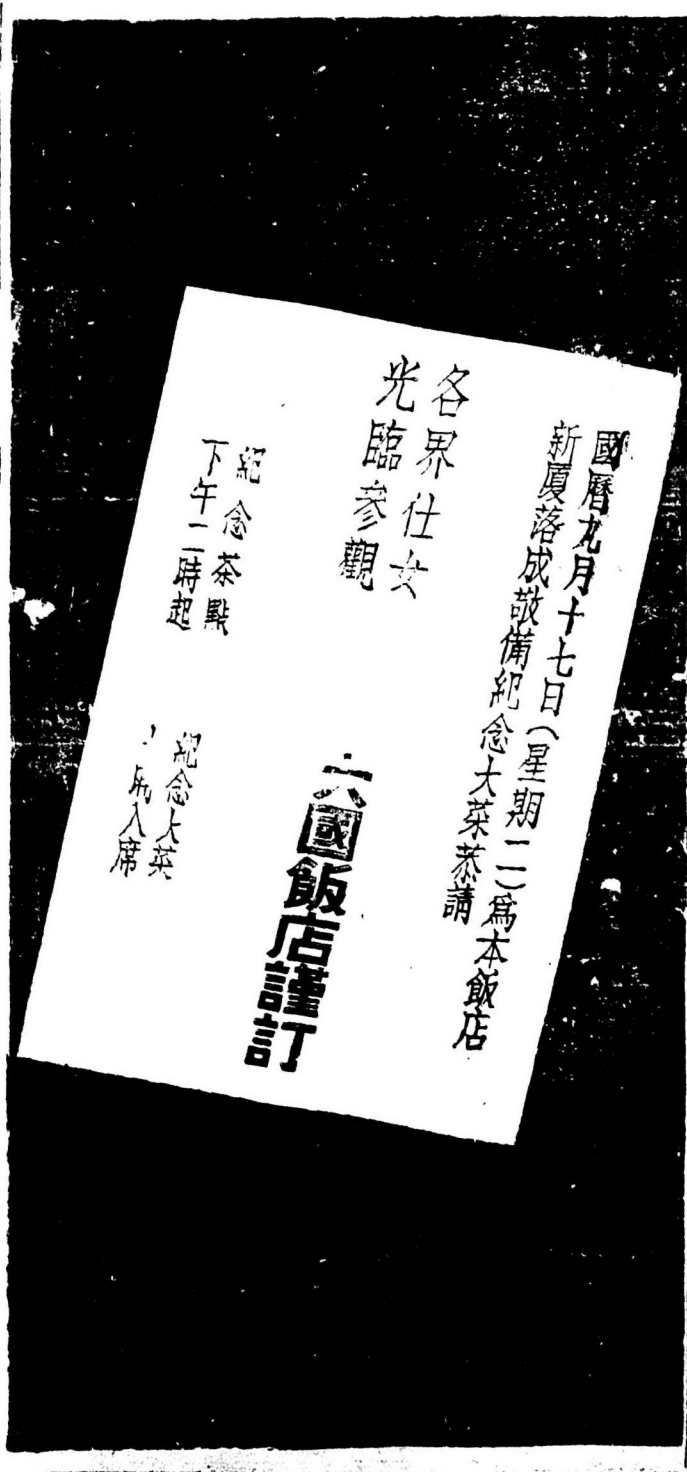 國曆九月十七日(星期二)爲本飯店
新廈落成敬備紀念大菜恭請
各界仕女
光臨參觀
六國飯店謹訂
紀念茶點
下午二時起
紀念大菜
入席